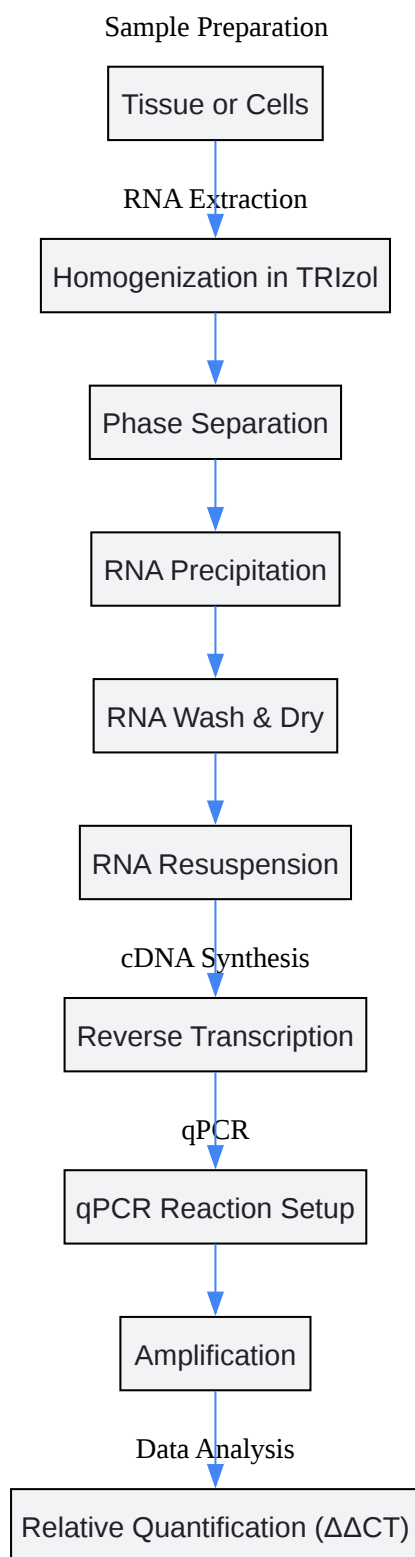 Sample Preparation
Tissue or Cells
RNA Extraction
Homogenization in TRIzol
Phase Separation
RNA Precipitation
RNA Wash & Dry
RNA Resuspension
cDNA Synthesis
Reverse Transcription
qPCR
qPCR Reaction Setup
Amplification
Data Analysis
Relative Quantification (ΔΔCT)